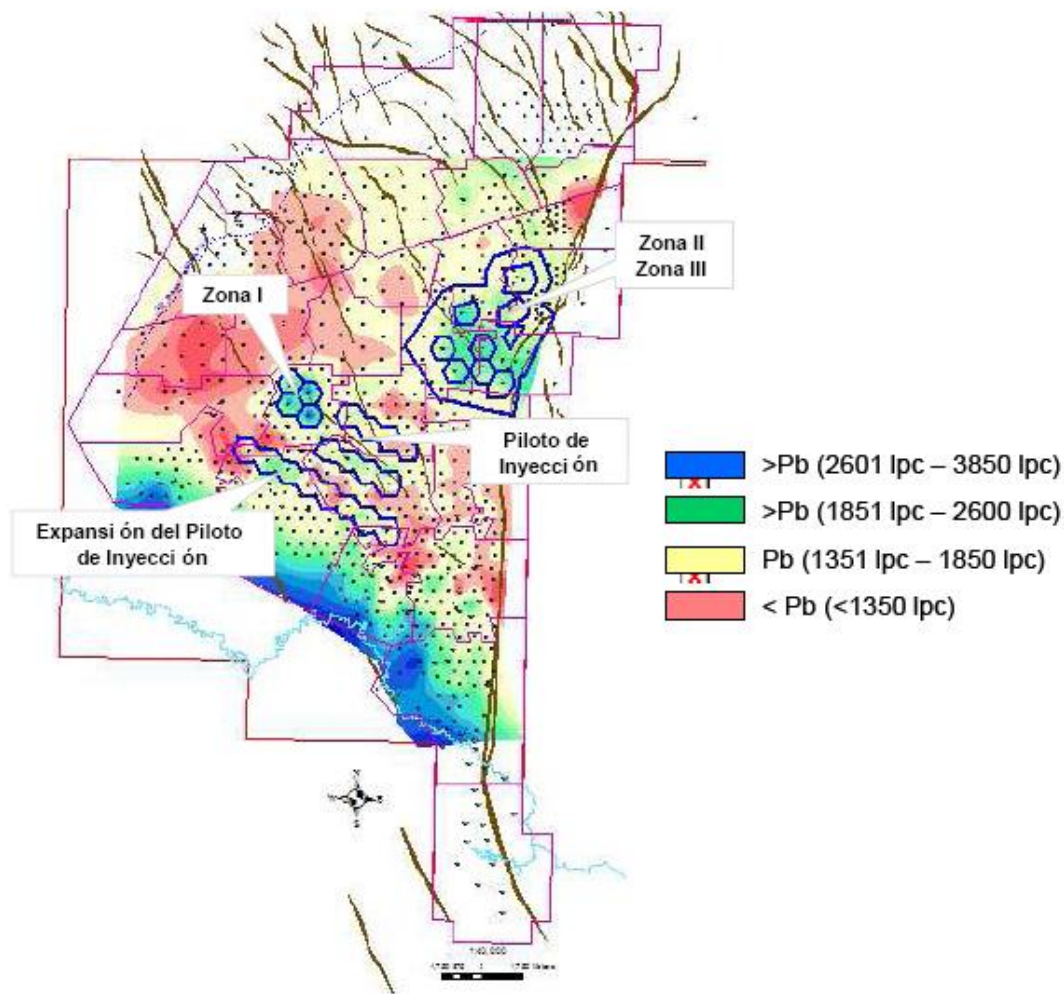 Zona II
Zona III
Zona I
Piloto de
Inyecci ón
Expansi ón del Piloto
de Inyecci ón
>Pb (2601 lpc – 3850 lpc)
>Pb (1851 lpc – 2600 lpc)
Pb (1351 lpc – 1850 lpc)
< Pb (<1350 lpc)